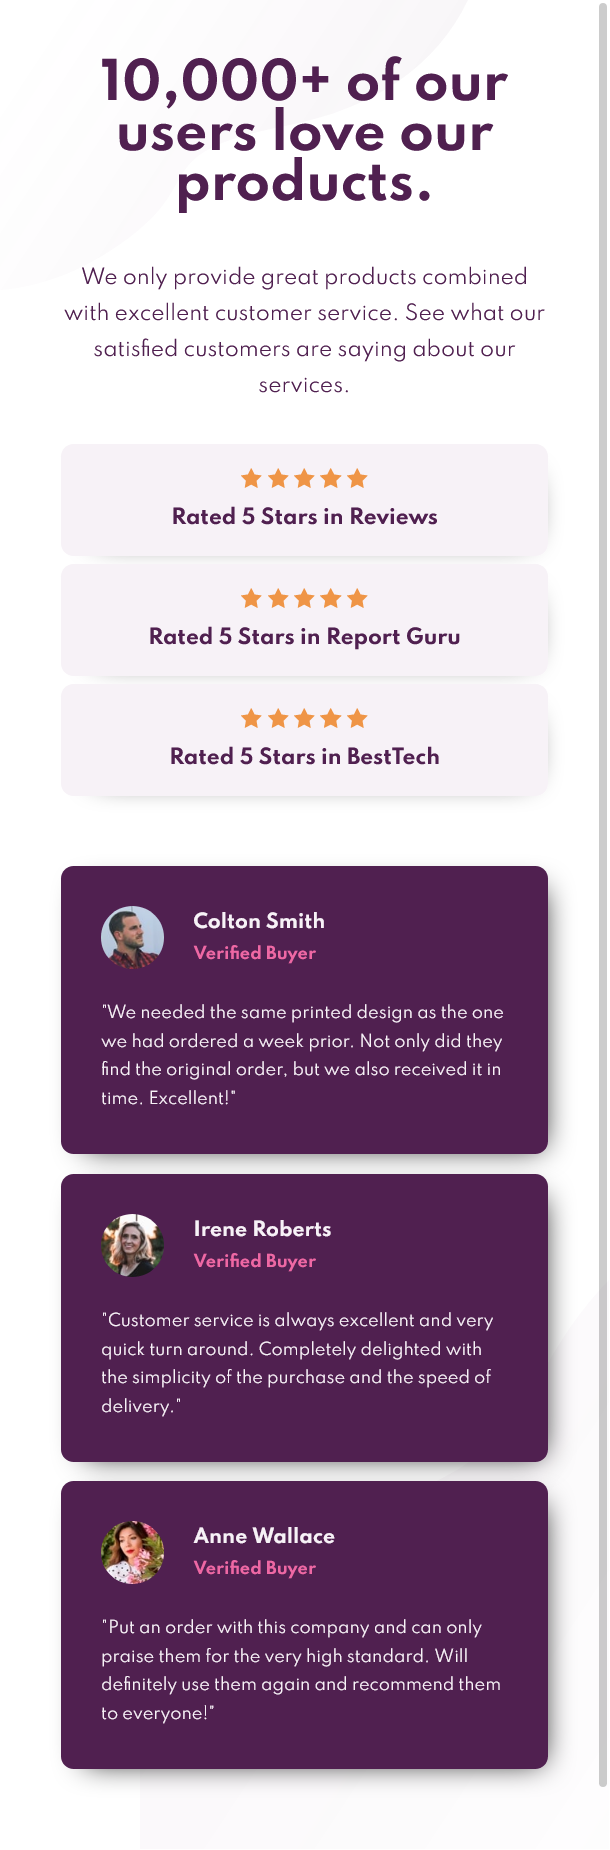 10,000+ of our
users love our
products.
We only provide great products combined
with excellent customer service. See what our
satisfied customers are saying about our
services.
Rated 5 Stars in Reviews
Rated 5 Stars in Report Guru
Rated 5 Stars in BestTech
Colton Smith
Verified Buyer
"We needed the same printed design as the one
we had ordered a week prior. Not only did they
find the original order, but we also received it in
time. Excellent!"
Irene Roberts
Verified Buyer
"Customer service is always excellent and very
quick turn around. Completely delighted with
the simplicity of the purchase and the speed of
delivery."
Anne Wallace
Verified Buyer
"Put an order with this company and can only
praise them for the very high standard. Will
definitely use them again and recommend them
to everyone!"